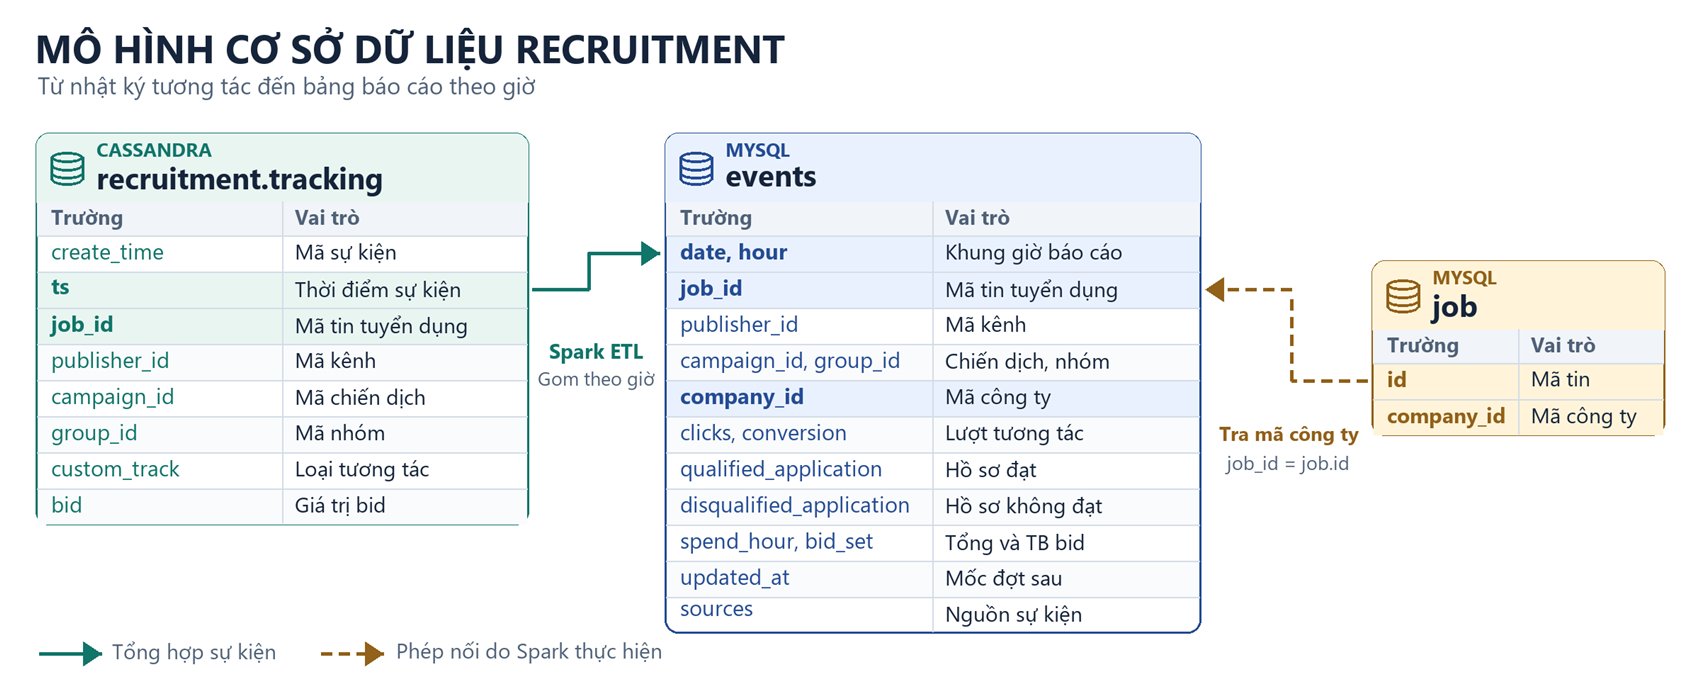 MÔ HÌNH CƠ SỞ DỮ LIỆU RECRUITMENT
Từ nhật ký tương tác đến bảng báo cáo theo giờ
CASSANDRA
recruitment.tracking
Trường Vai trò
create_time Mã sự kiện
ts Thời điểm sự kiện
job_id Mã tin tuyển dụng
publisher_id Mã kênh
campaign_id Mã chiến dịch
group_id Mã nhóm
custom_track Loại tương tác
bid Giá trị bid
Spark ETL
Gom theo giờ
MYSQL
events
Trường Vai trò
date, hour Khung giờ báo cáo
job_id Mã tin tuyển dụng
publisher_id Mã kênh
campaign_id, group_id Chiến dịch, nhóm
company_id Mã công ty
clicks, conversion Lượt tương tác
qualified_application Hồ sơ đạt
disqualified_application Hồ sơ không đạt
spend_hour, bid_set Tổng và TB bid
updated_at Mốc đợt sau
sources Nguồn sự kiện
MYSQL
job
Trường Vai trò
id Mã tin
company_id Mã công ty
Tra mã công ty
job_id = job.id
Tổng hợp sự kiện
Phép nối do Spark thực hiện